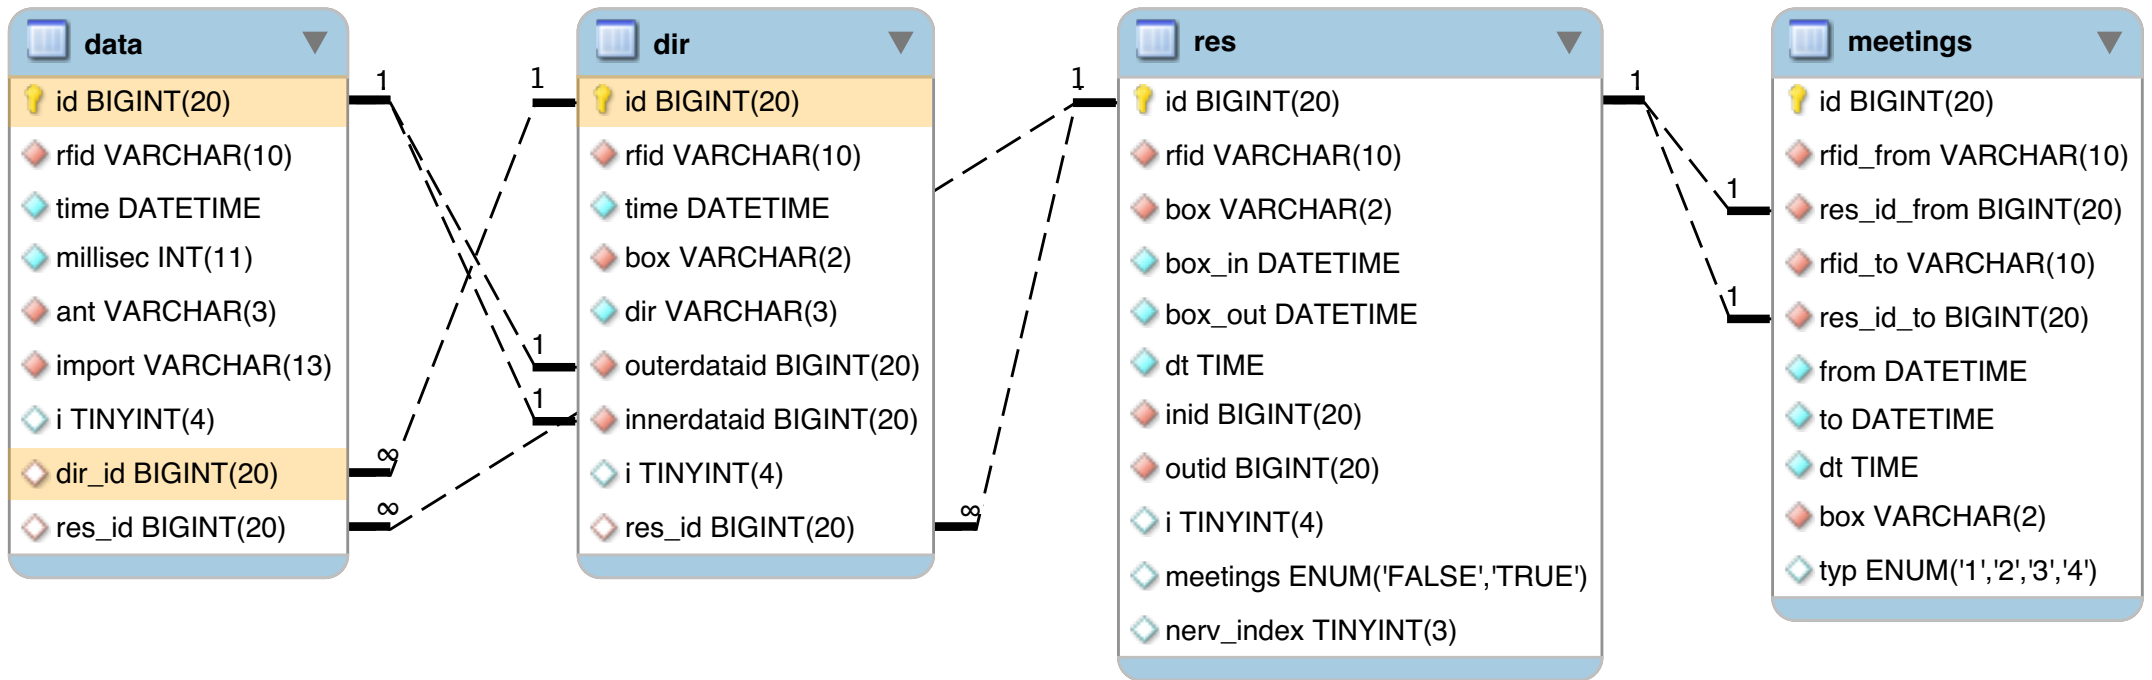 data
id BIGINT(20)
rfid VARCHAR(10)
time DATETIME
millisec INT(11)
ant VARCHAR(3)
import VARCHAR(13)
i TINYINT(4)
dir_id BIGINT(20)
res_id BIGINT(20)
1
∞
∞
1
1
1
dir
id BIGINT(20)
rfid VARCHAR(10)
time DATETIME
box VARCHAR(2)
dir VARCHAR(3)
outerdataid BIGINT(20)
innerdataid BIGINT(20)
i TINYINT(4)
res_id BIGINT(20)
∞
1
res
id BIGINT(20)
rfid VARCHAR(10)
box VARCHAR(2)
box_in DATETIME
box_out DATETIME
dt TIME
inid BIGINT(20)
outid BIGINT(20)
i TINYINT(4)
meetings ENUM('FALSE','TRUE')
nerv_index TINYINT(3)
1
1
1
meetings
id BIGINT(20)
rfid_from VARCHAR(10)
res_id_from BIGINT(20)
rfid_to VARCHAR(10)
res_id_to BIGINT(20)
from DATETIME
to DATETIME
dt TIME
box VARCHAR(2)
typ ENUM('1','2','3','4')